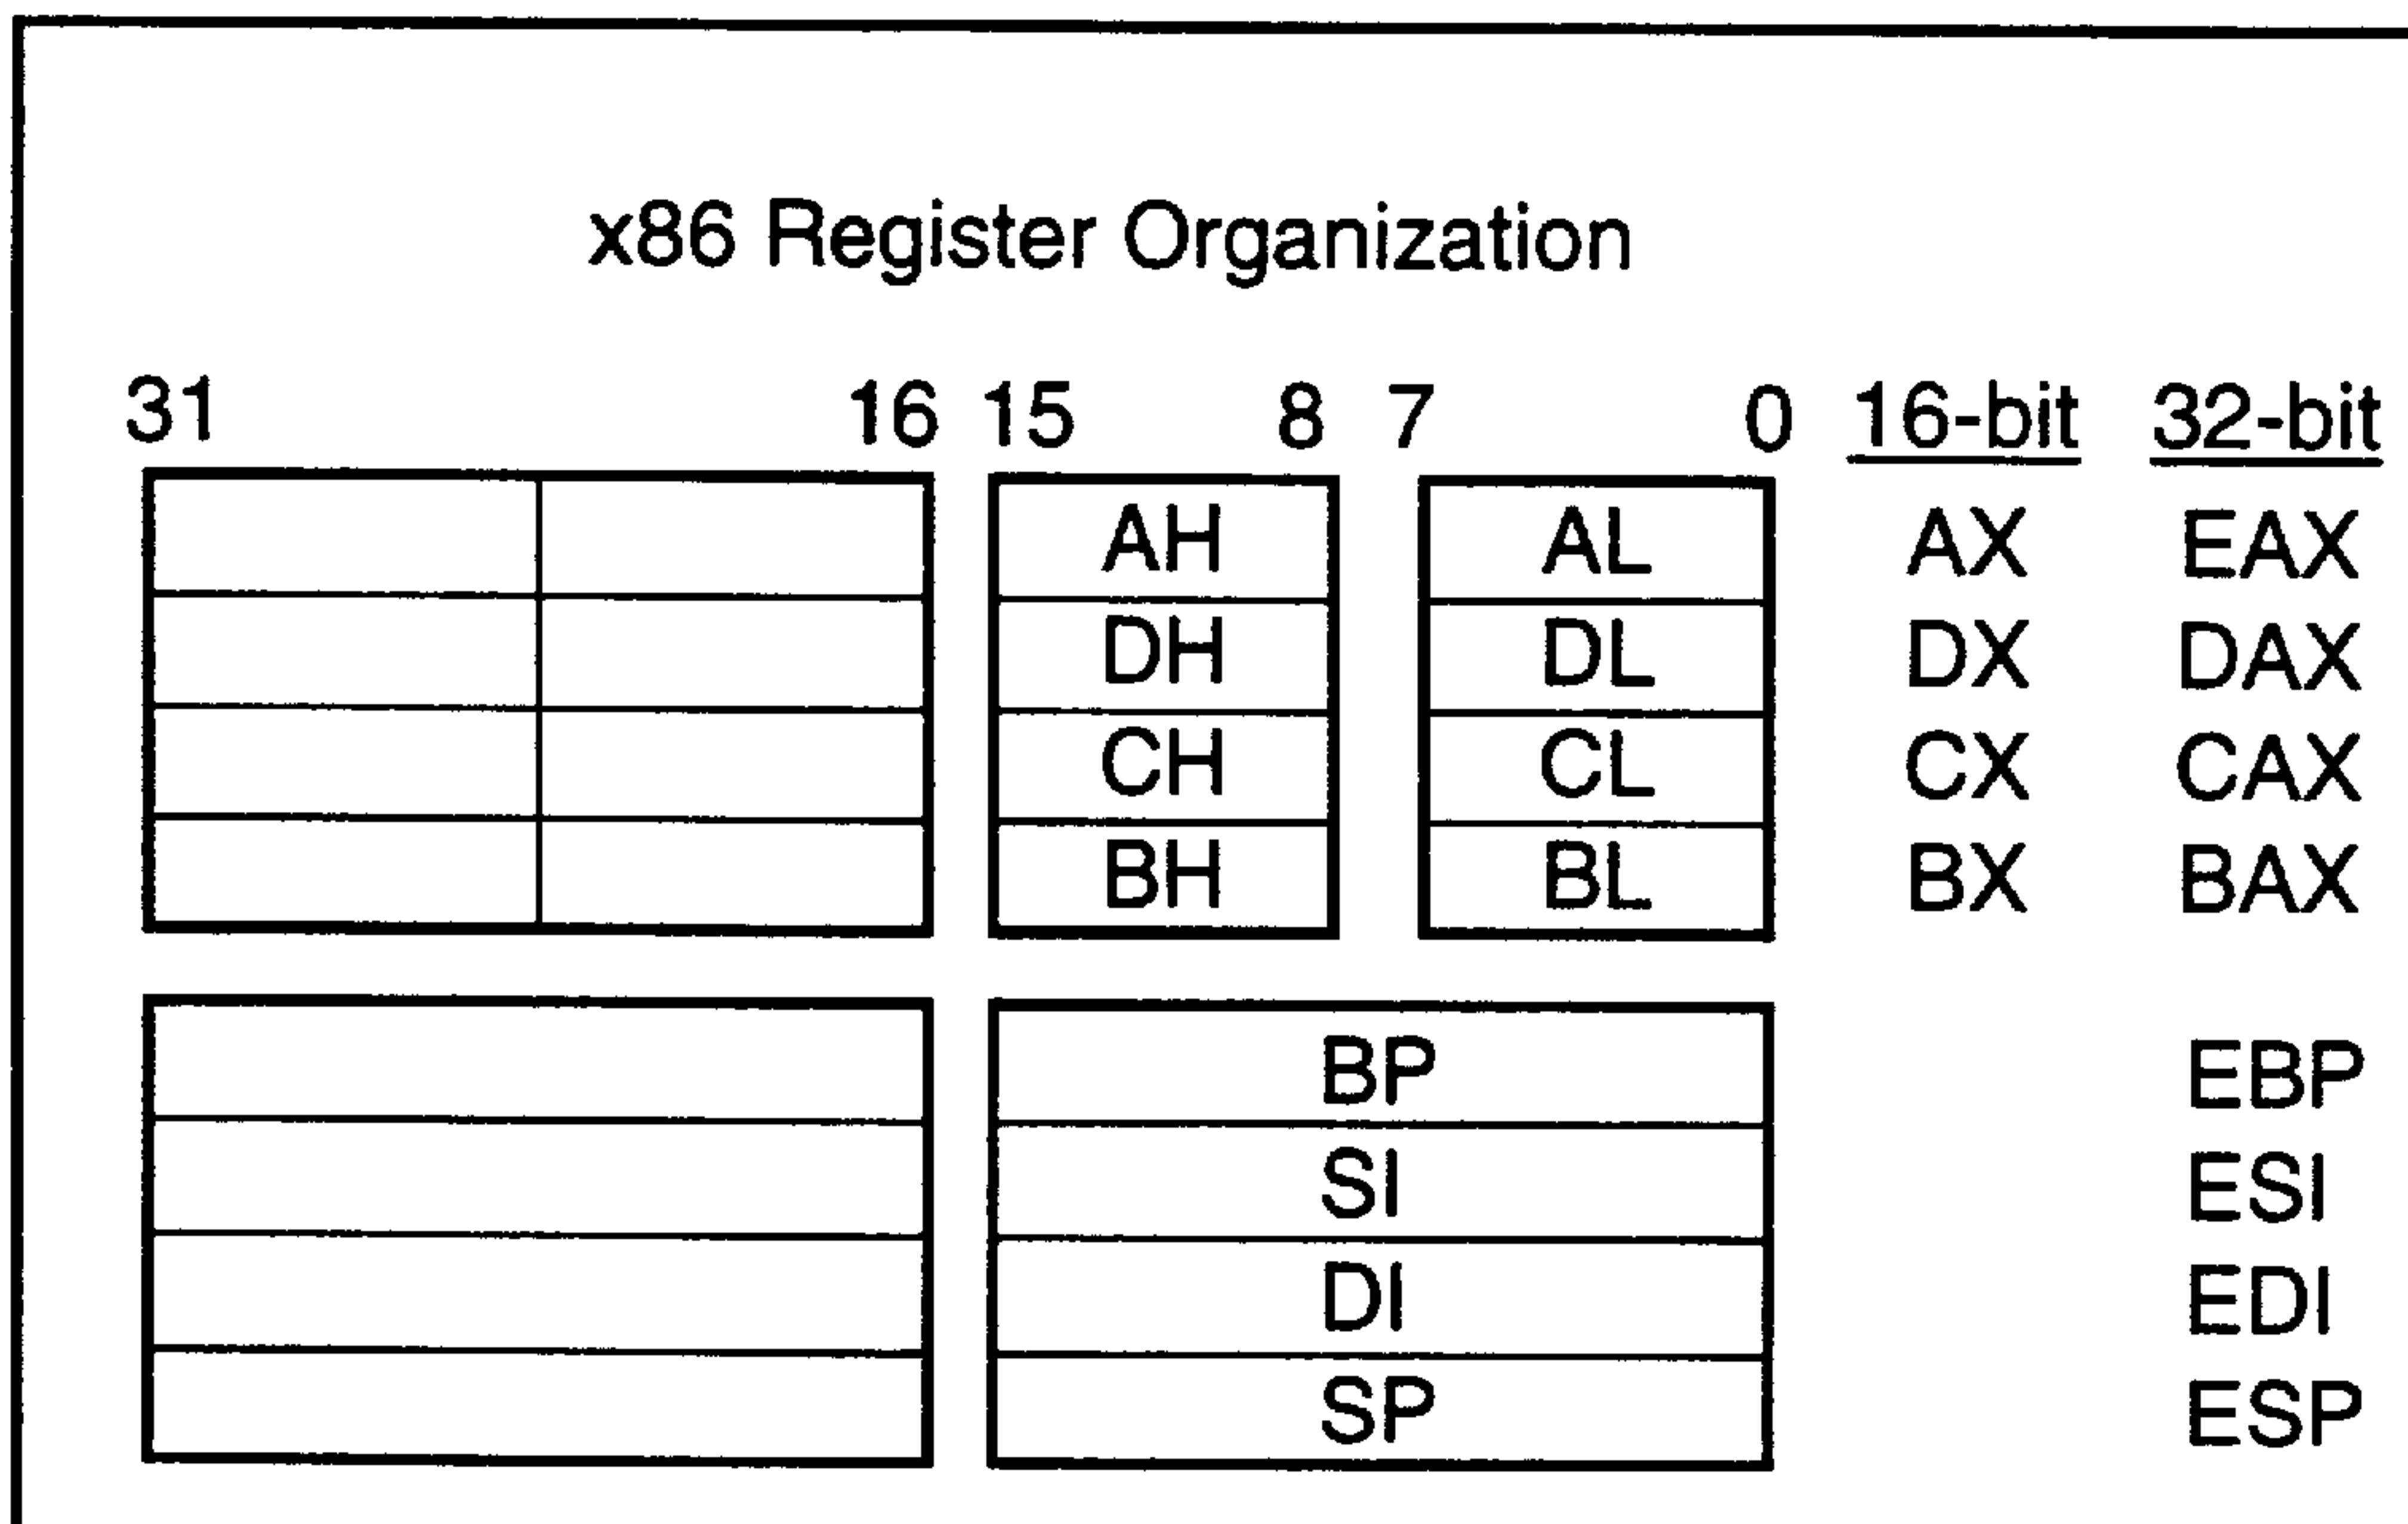 x86 Register Organization
31 16 15 8 7 0 16-bit 32-bit
AH AL AX EAX
DH DL DX DAX
CH CL CX CAX
BH BL BX BAX
BP EBP
SI ESI
DI EDI
SP ESP